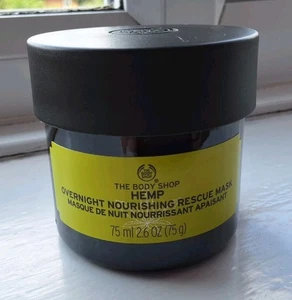 THE BODY SHOP
HEMP
OVERNIGHT NOURISHING RESCUE MASK
MASQUE DE NUIT NOURRISSANT APAISANT
75 ml 2.6 OZ (75 g)